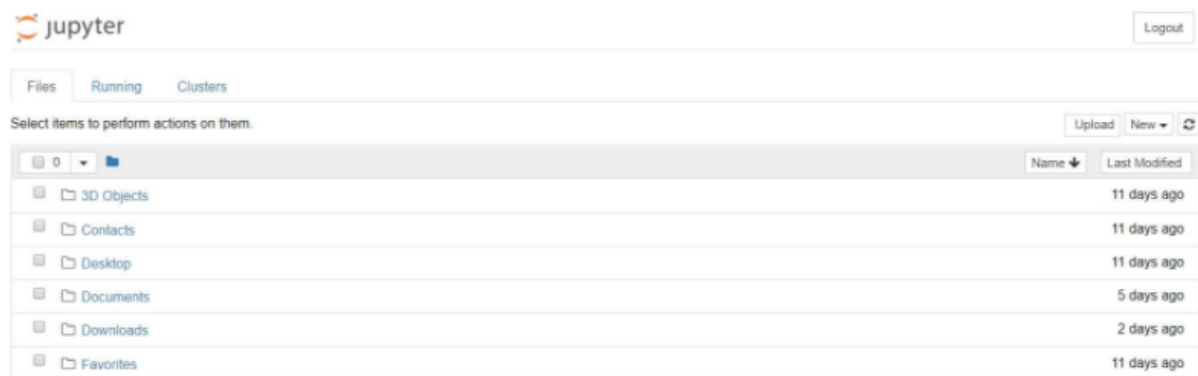 jupyter
Logout
Files Running Clusters
Select items to perform actions on them.
Upload New
0 Name Last Modified
3D Objects 11 days ago
Contacts 11 days ago
Desktop 11 days ago
Documents 5 days ago
Downloads 2 days ago
Favorites 11 days ago